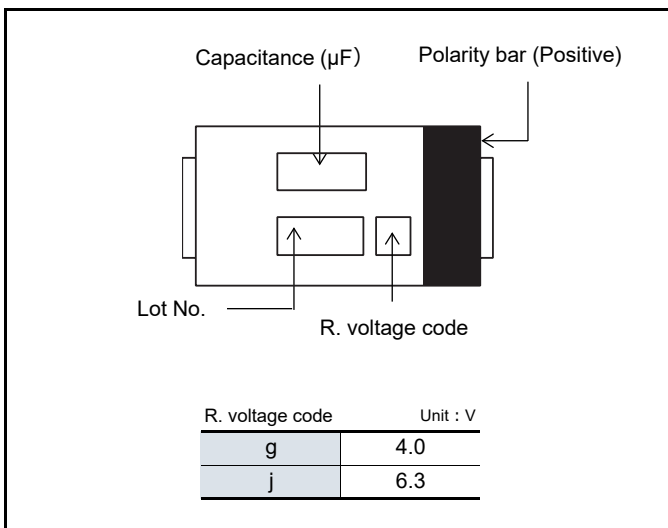 Capacitance (μF) Polarity bar (Positive)
Lot No.
R. voltage code
R. voltage code Unit : V
g 4.0
j 6.3